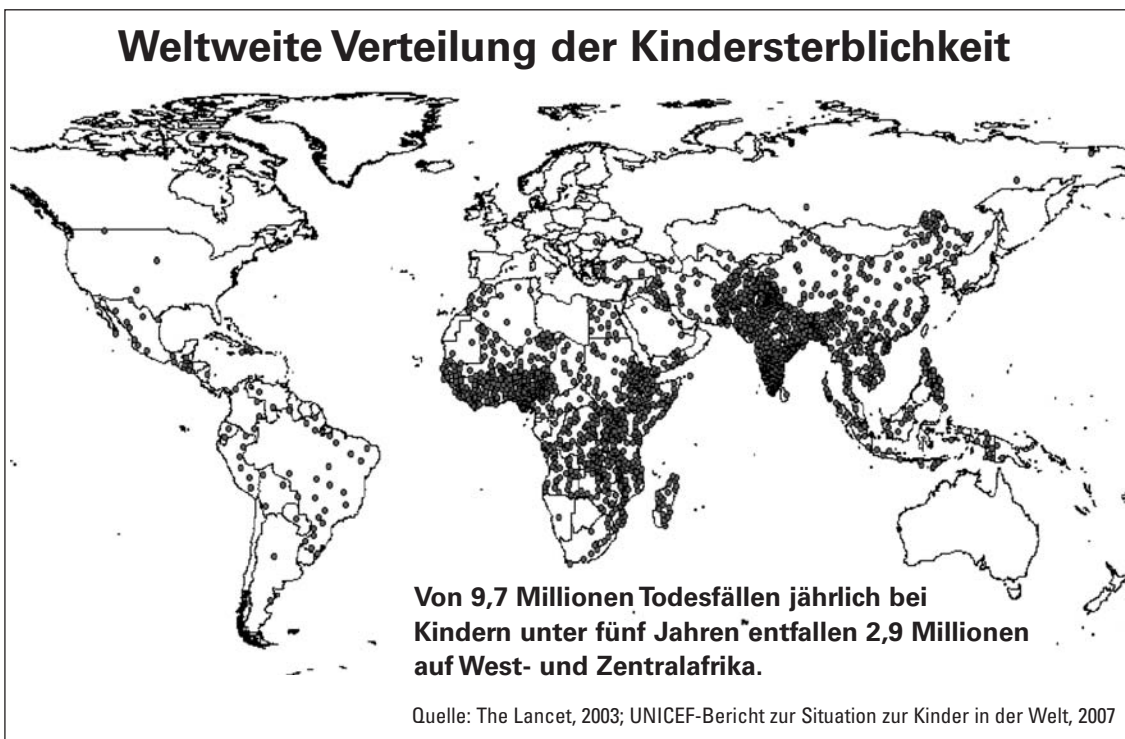 Weltweite Verteilung der Kindersterblichkeit
Von 9,7 Millionen Todesfällen jährlich bei
Kindern unter fünf Jahren entfallen 2,9 Millionen
auf West- und Zentralafrika.
Quelle: The Lancet, 2003; UNICEF-Bericht zur Situation zur Kinder in der Welt, 2007